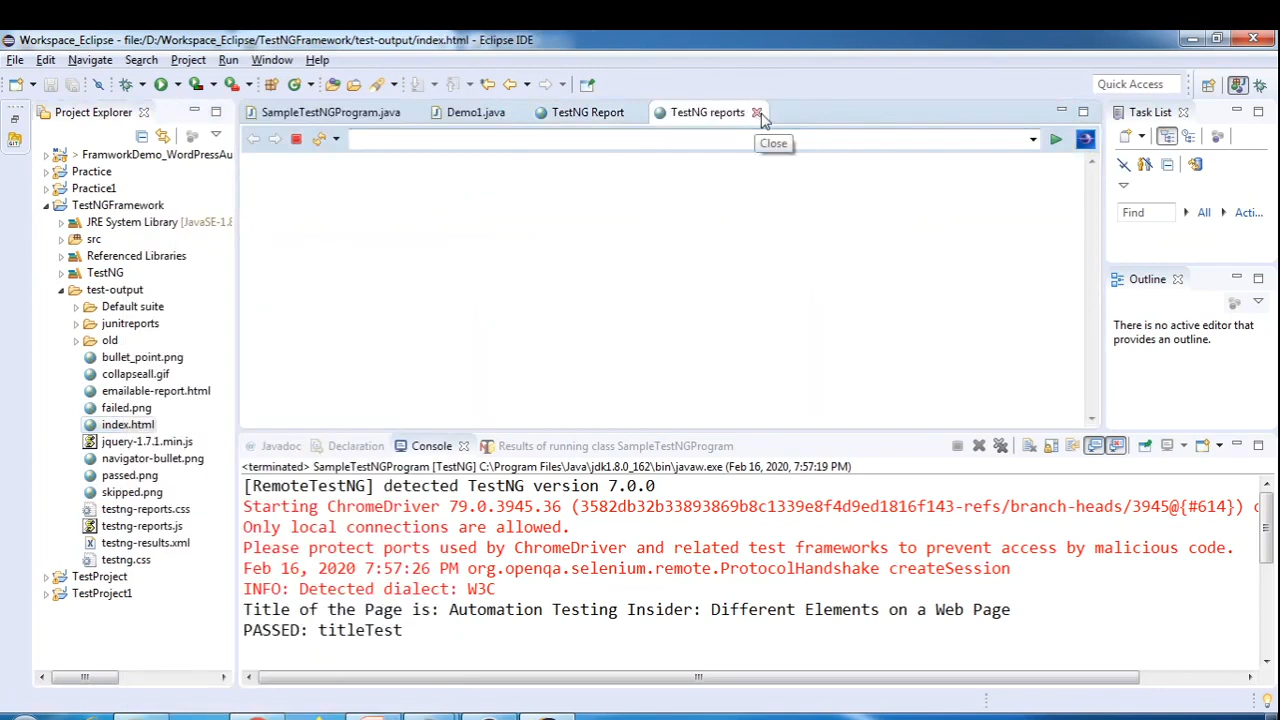 Workspace_Eclipse - file:/D:/Workspace_Eclipse/TestNGFramework/test-output/index.html - Eclipse IDE
File Edit Navigate Search Project Run Window Help
Quick Access
Project Explorer
SampleTestNGProgram.java
Demo1.java
TestNG Report
TestNG reports
Task List
Close
> FramworkDemo_WordPressAu
Practice
Practice1
TestNGFramework
JRE System Library [JavaSE-1.8
src
Referenced Libraries
TestNG
test-output
Default suite
junitreports
old
bullet_point.png
collapseall.gif
emailable-report.html
failed.png
index.html
jquery-1.7.1.min.js
navigator-bullet.png
passed.png
skipped.png
testng-reports.css
testng-reports.js
testng-results.xml
testng.css
TestProject
TestProject1
Find All Acti...
Outline
There is no active editor that
provides an outline.
Javadoc Declaration Console Results of running class SampleTestNGProgram
<terminated> SampleTestNGProgram [TestNG] C:\Program Files\Java\jdk1.8.0_162\bin\javaw.exe (Feb 16, 2020 7:57:19 PM)
[RemoteTestNG] detected TestNG version 7.0.0
Starting ChromeDriver 79.0.3945.36 (3582db32b33893869b8c1339e8f4d9ed1816f143-refs/branch-heads/3945@{#614}) o
Only local connections are allowed.
Please protect ports used by ChromeDriver and related test frameworks to prevent access by malicious code.
Feb 16, 2020 7:57:26 PM org.openqa.selenium.remote.ProtocolHandshake createSession
INFO: Detected dialect: W3C
Title of the Page is: Automation Testing Insider: Different Elements on a Web Page
PASSED: titleTest